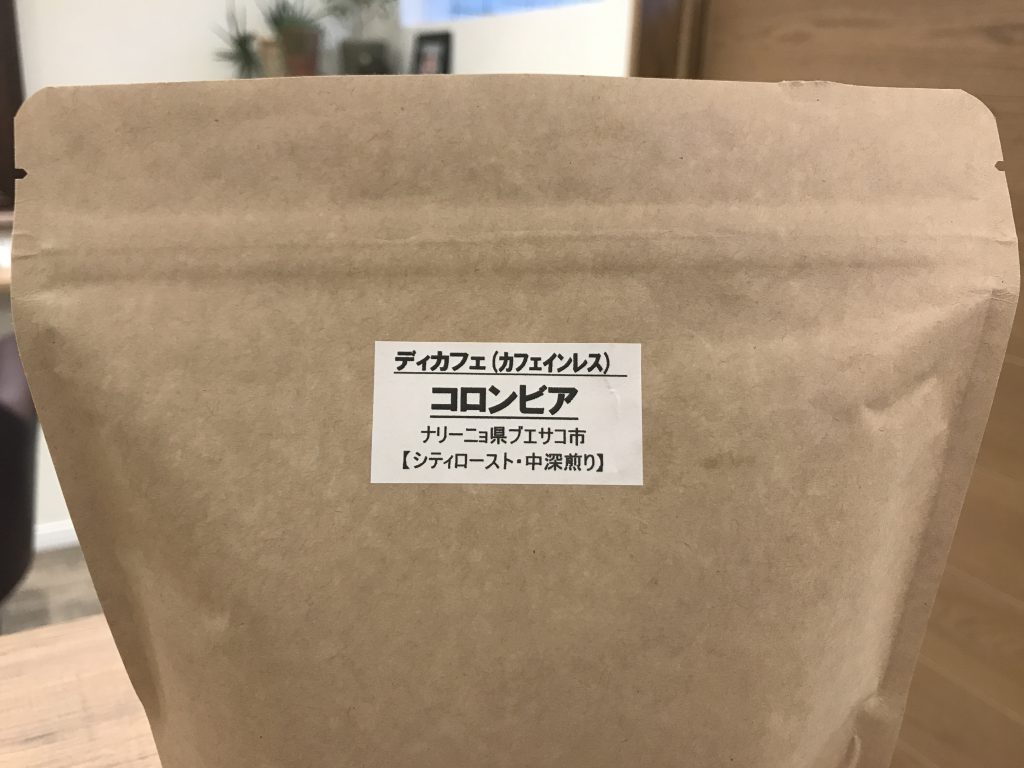 ディカフェ(カフェインレス)
コロンビア
ナリーニョ県ブエサコ市
【シティロースト・中深煎り】